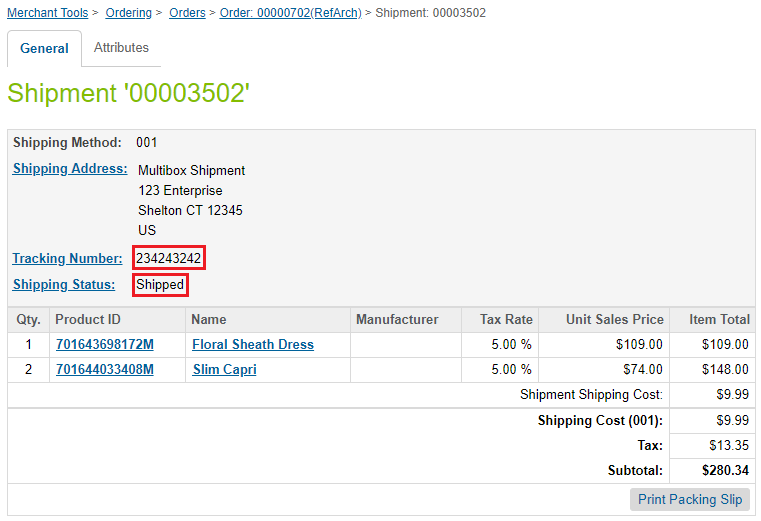 Merchant Tools > Ordering > Orders > Order: 00000702(RefArch) > Shipment: 00003502
General Attributes
Shipment '00003502'
Shipping Method: 001
Shipping Address: Multibox Shipment
123 Enterprise
Shelton CT 12345
US
Tracking Number: 234243242
Shipping Status: Shipped
Qty. Product ID Name Manufacturer Tax Rate Unit Sales Price Item Total
1 701643698172M Floral Sheath Dress 5.00 % $109.00 $109.00
2 701644033408M Slim Capri 5.00 % $74.00 $148.00
Shipment Shipping Cost: $9.99
Shipping Cost (001): $9.99
Tax: $13.35
Subtotal: $280.34
Print Packing Slip